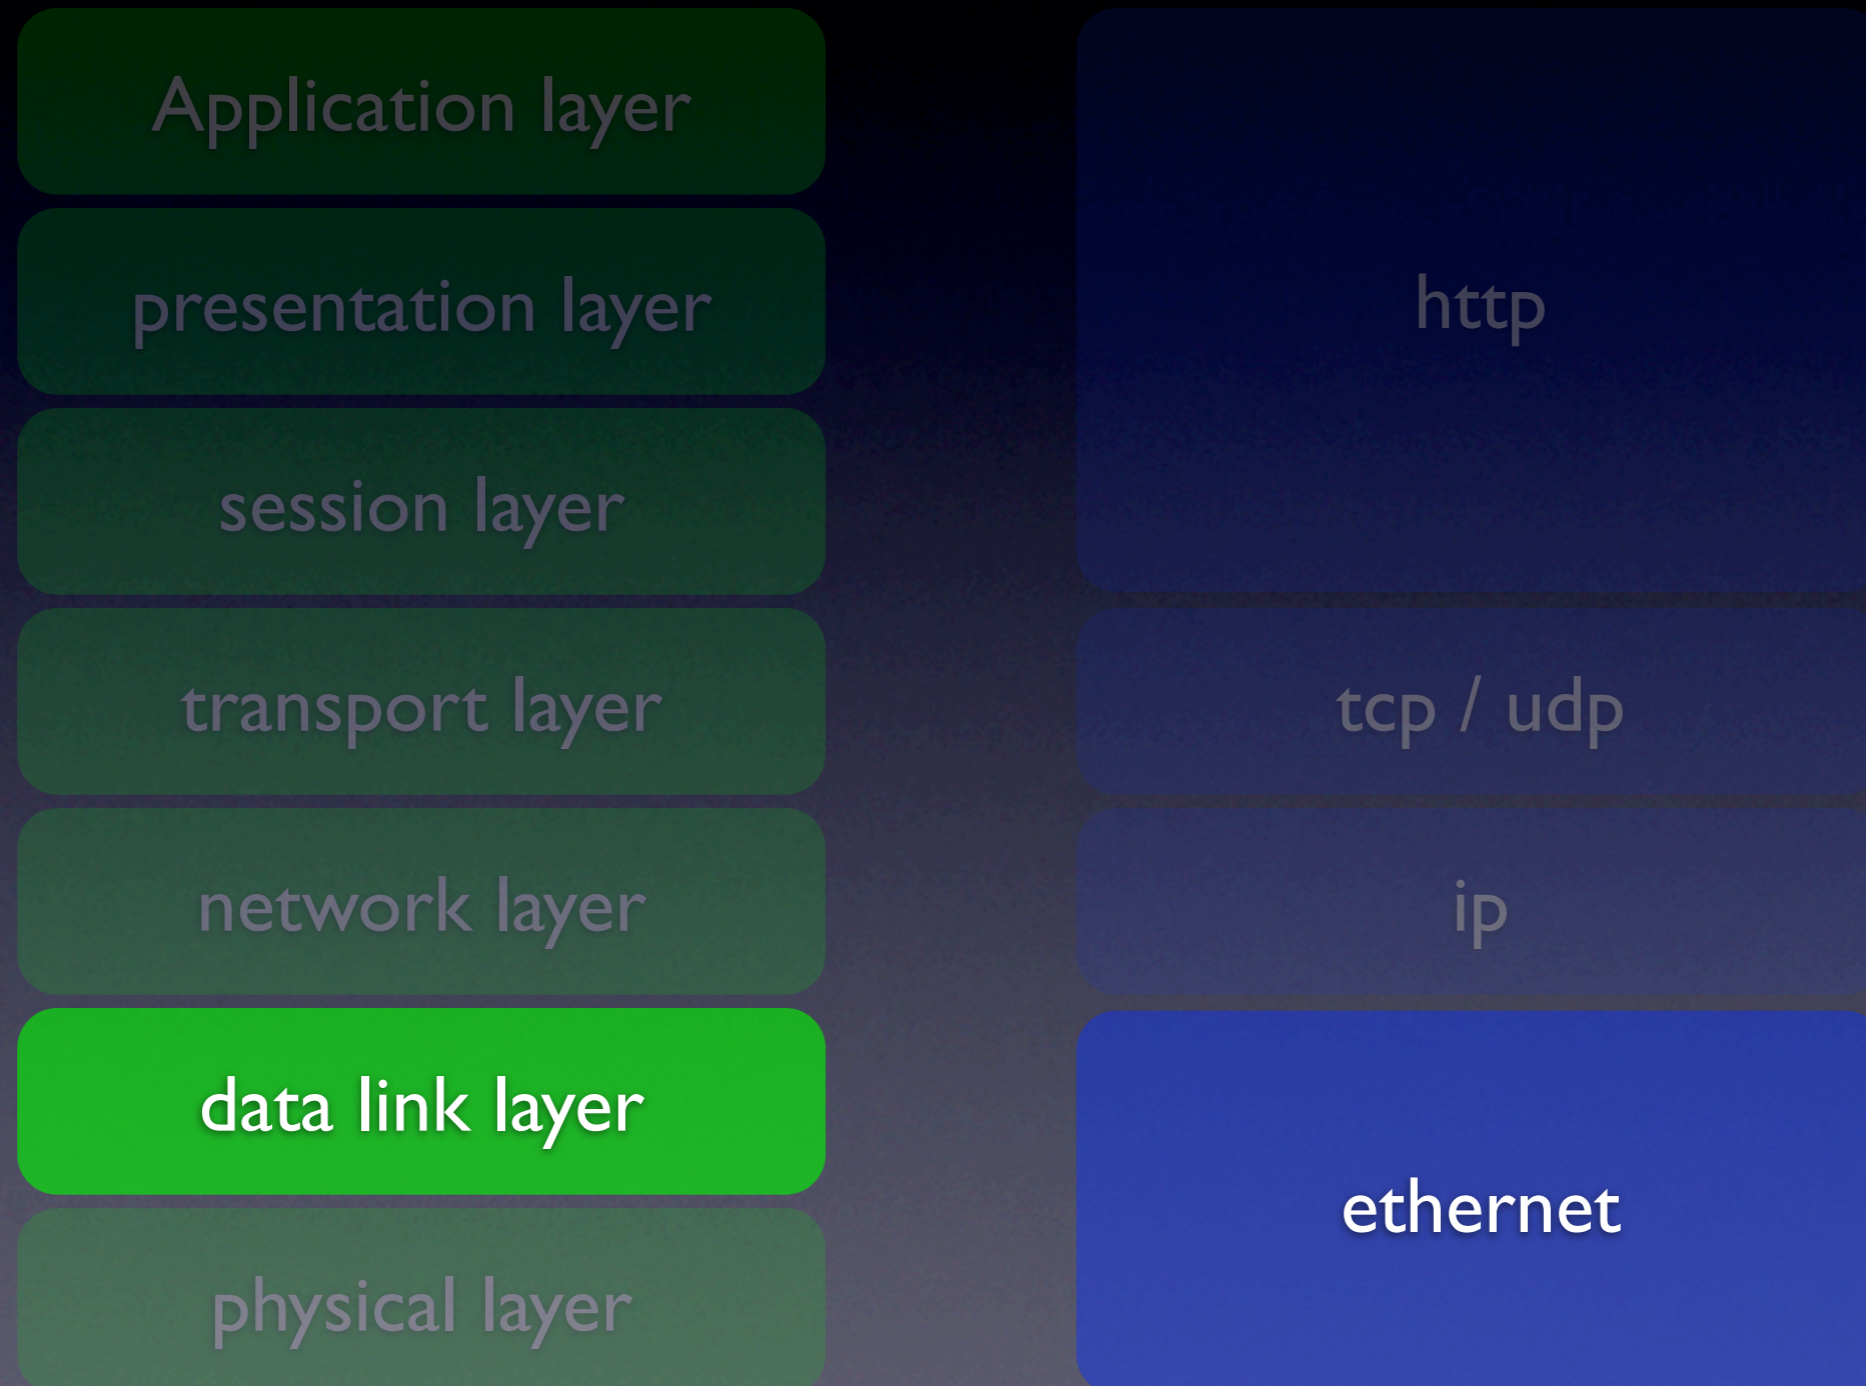 Application layer
presentation layer
session layer
transport layer
network layer
data link layer
physical layer
http
tcp / udp
ip
ethernet